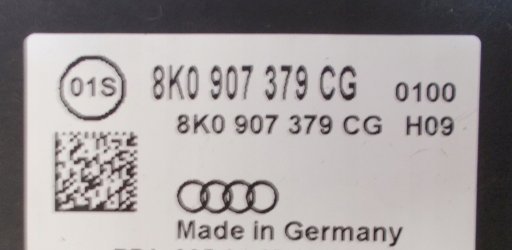 01S 8K0 907 379 CG 0100
8K0 907 379 CG H09
Made in Germany